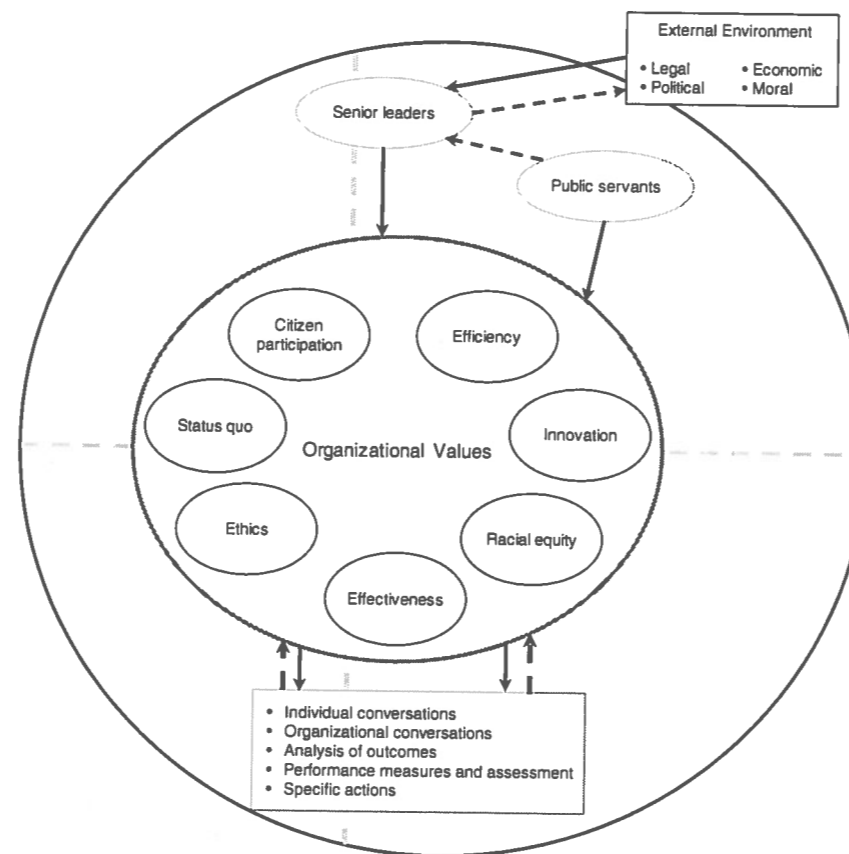 External Environment
• Legal • Economic
• Political • Moral
Senior leaders
Public servants
Citizen
participation
Efficiency
Status quo
Innovation
Organizational Values
Ethics
Racial equity
Effectiveness
• Individual conversations
• Organizational conversations
• Analysis of outcomes
• Performance measures and assessment
• Specific actions